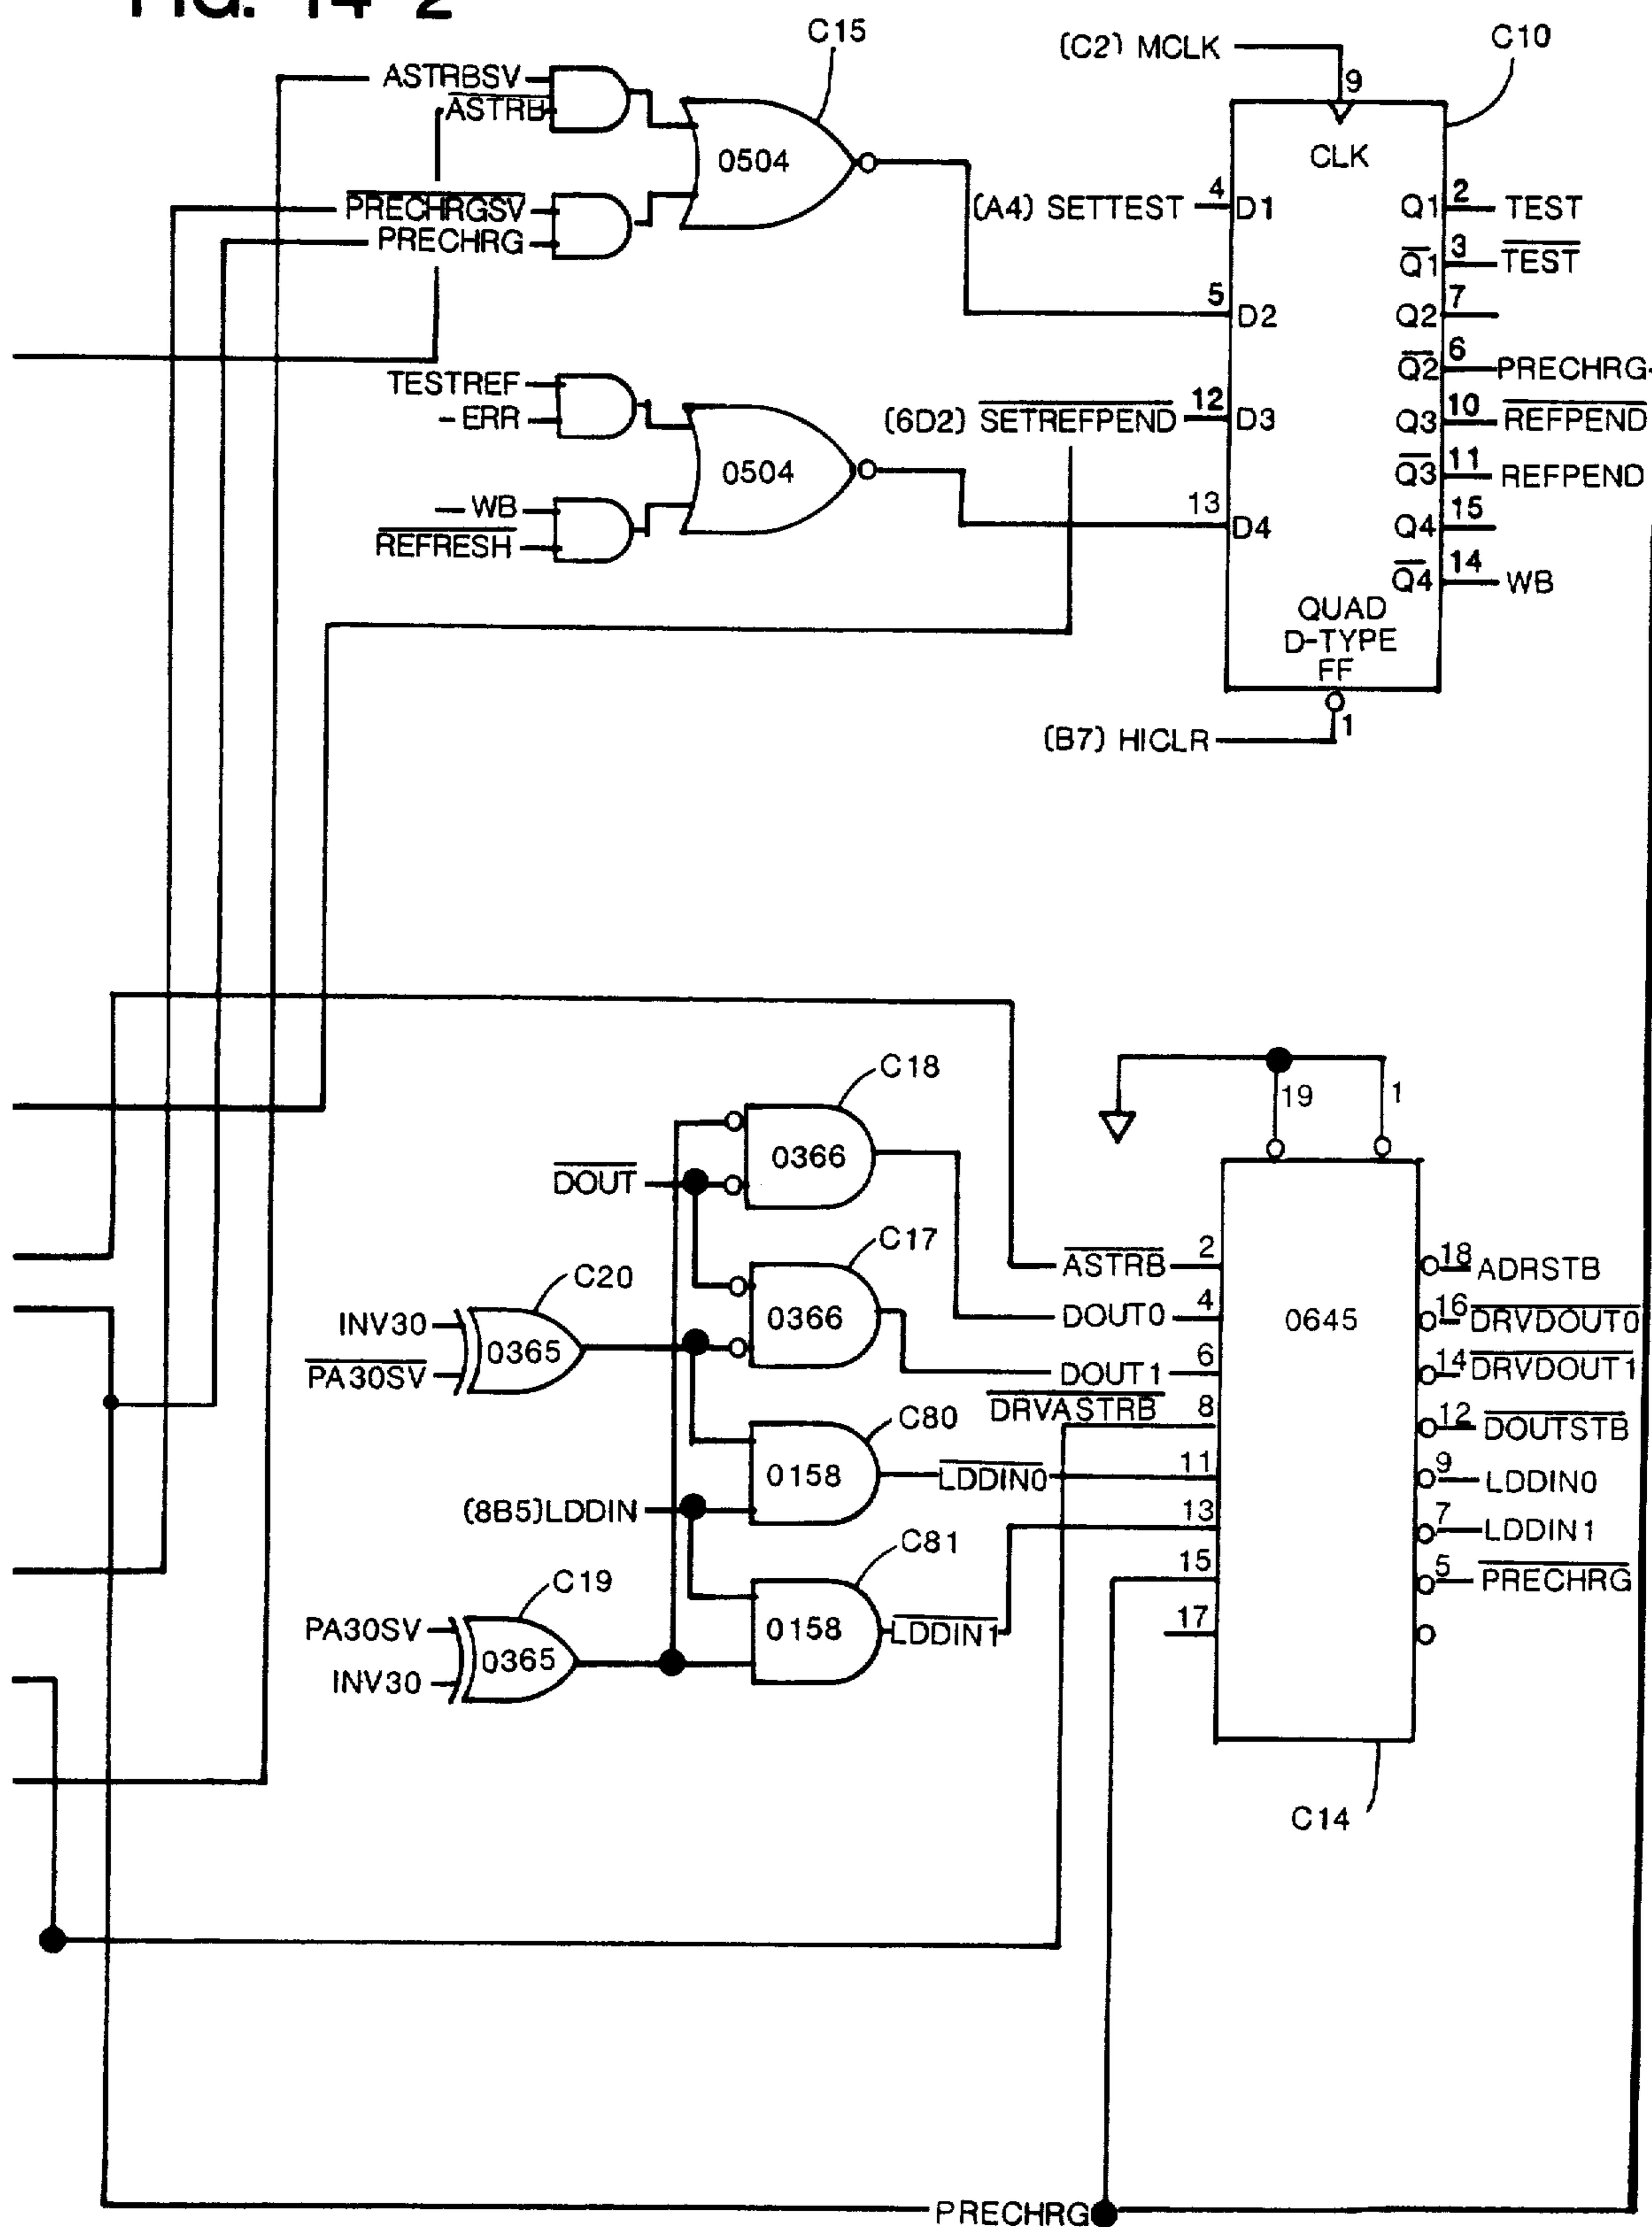 FIG. 14-2
C15
(C2) MCLK
C10
9
ASTRBSV
ASTRB
0504
CLK
PRECHRGSV
PRECHRG
(A4) SETTEST
4
D1
Q1
2
TEST
Q1
3
TEST
5
D2
Q2
7
Q2
6
PRECHRG
TESTREF
-ERR
(6D2) SETREFPEND
12
D3
Q3
10
REFPEND
0504
Q3
11
REFPEND
-WB
REFRESH
13
D4
Q4
15
Q4
14
WB
QUAD
D-TYPE
FF
1
(B7) HICLR
C18
19
1
0366
DOUT
C17
ASTRB
2
18
ADRSTB
C20
INV30
0365
PA30SV
0366
DOUT0
4
0645
16
DRVDOUT0
DOUT1
6
14
DRVDOUT1
DRVASTRB
8
12
DOUTSTB
C80
0158
LDDIN0
11
9
LDDIN0
(8B5)LDDIN
13
7
LDDIN1
C81
15
5
PRECHRG
C19
PA30SV
0365
INV30
0158
LDDIN1
17
C14
PRECHRG